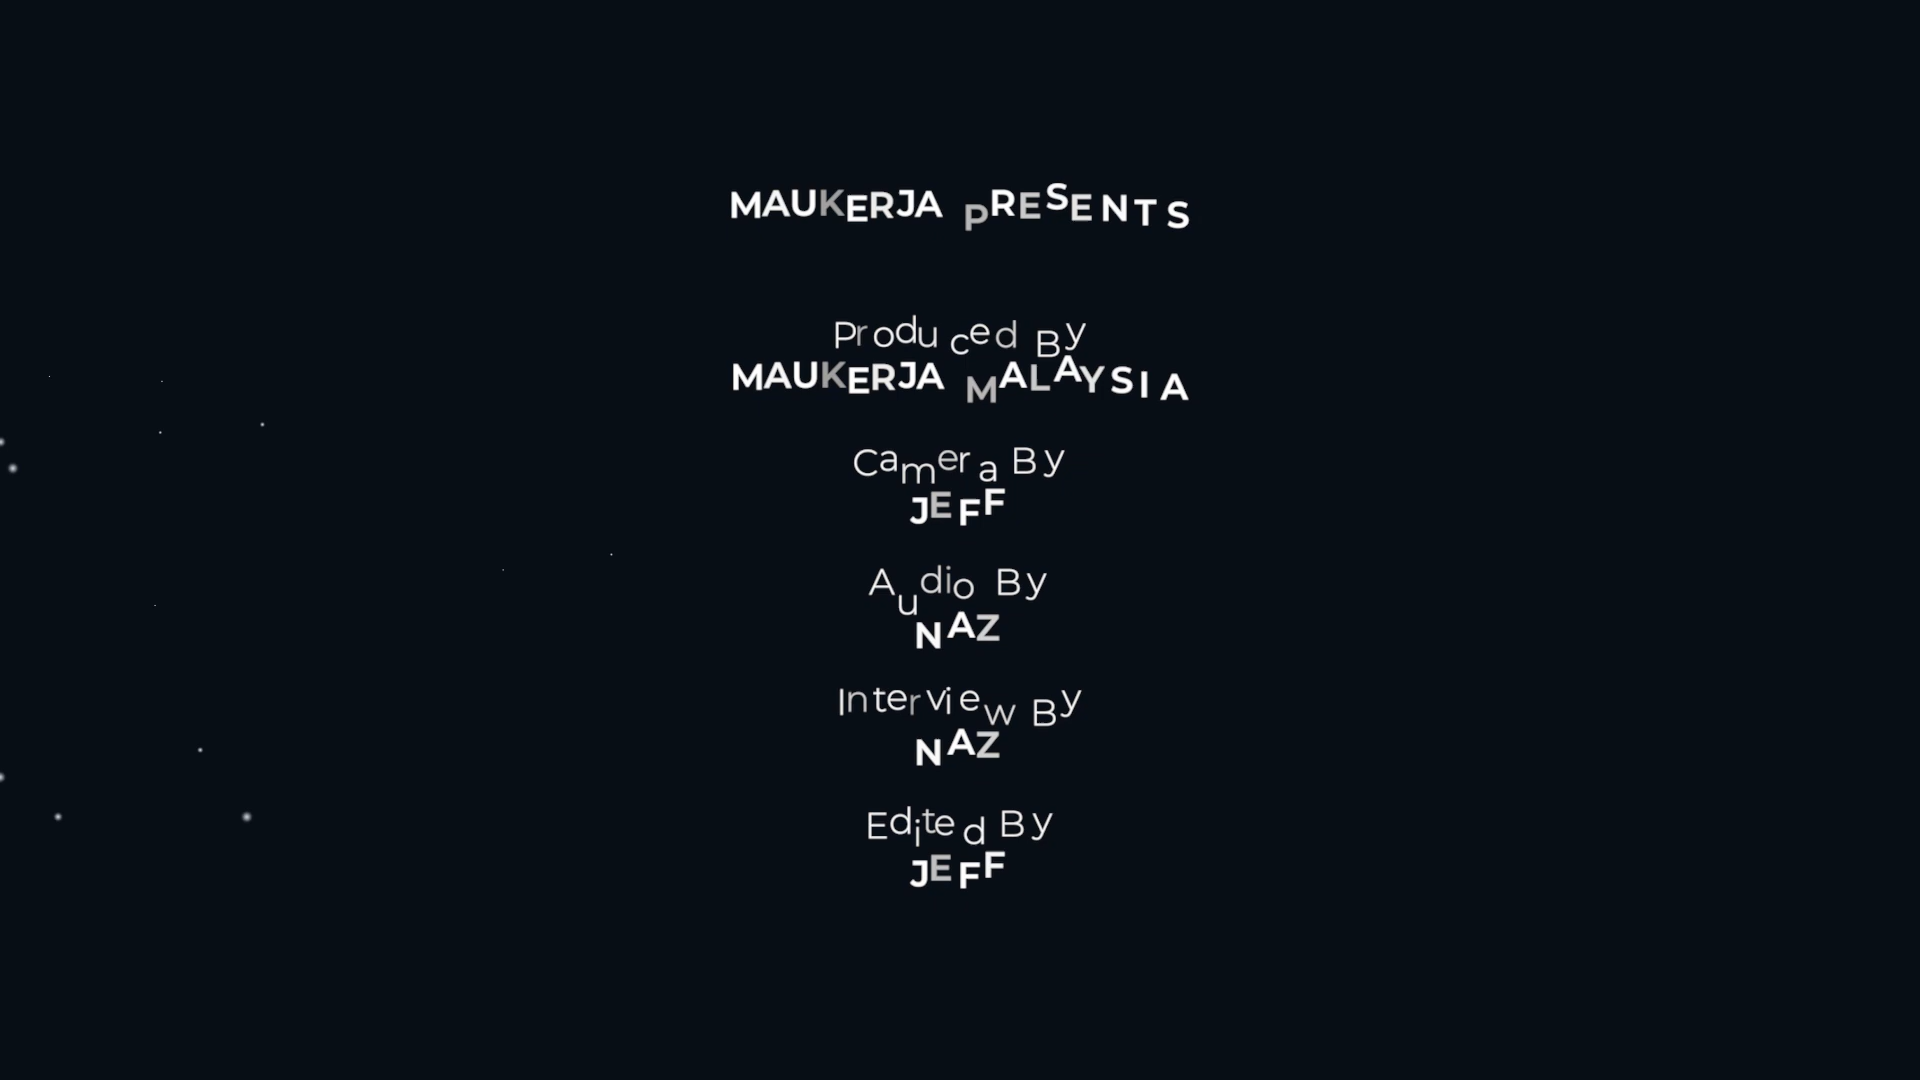 MAUKERJA PRESENTS
Produced By
MAUKERJA MALAYSIA
Camera By
JEFF
Audio By
NAZ
Interview By
NAZ
Edited By
JEFF